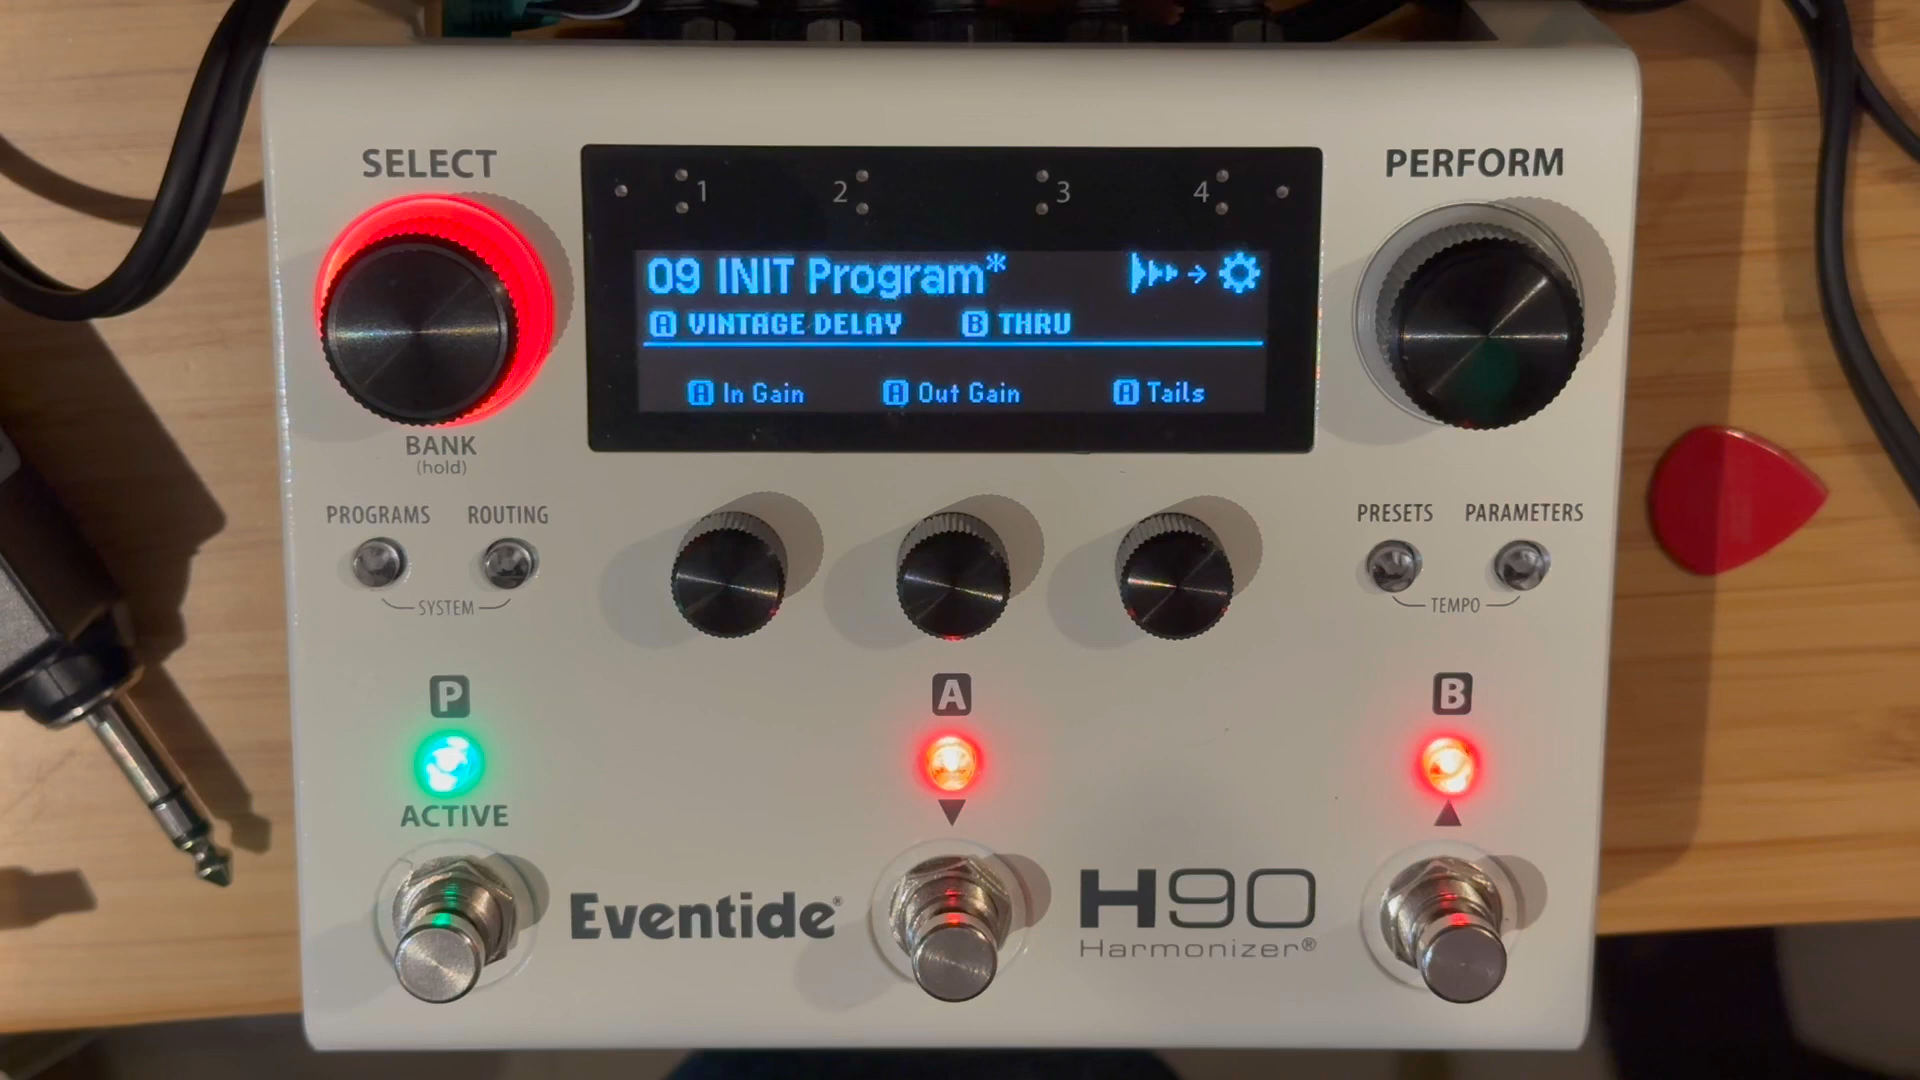 SELECT
PERFORM
1 2 3 4
09 INIT Program*
A VINTAGE DELAY B THRU
A In Gain A Out Gain A Tails
BANK
(hold)
PROGRAMS ROUTING
SYSTEM
PRESETS PARAMETERS
TEMPO
P A B
ACTIVE
Eventide®
H90
Harmonizer®